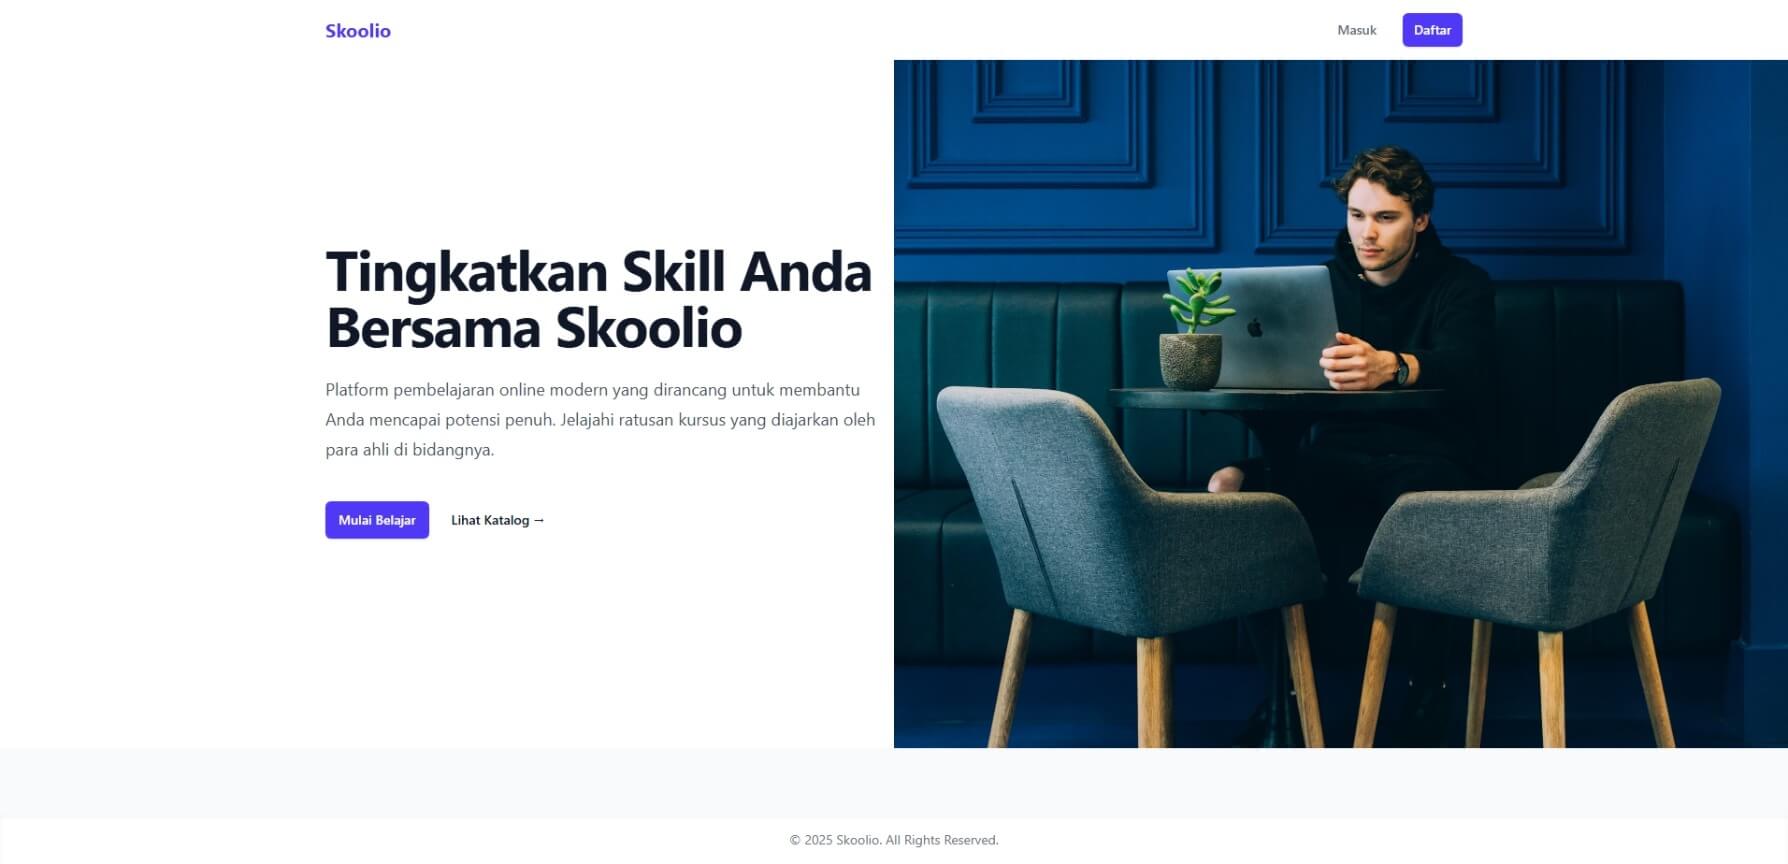 Skoolio
Masuk
Daftar
Tingkatkan Skill Anda
Bersama Skoolio
Platform pembelajaran online modern yang dirancang untuk membantu
Anda mencapai potensi penuh. Jelajahi ratusan kursus yang diajarkan oleh
para ahli di bidangnya.
Mulai Belajar
Lihat Katalog →
© 2025 Skoolio. All Rights Reserved.